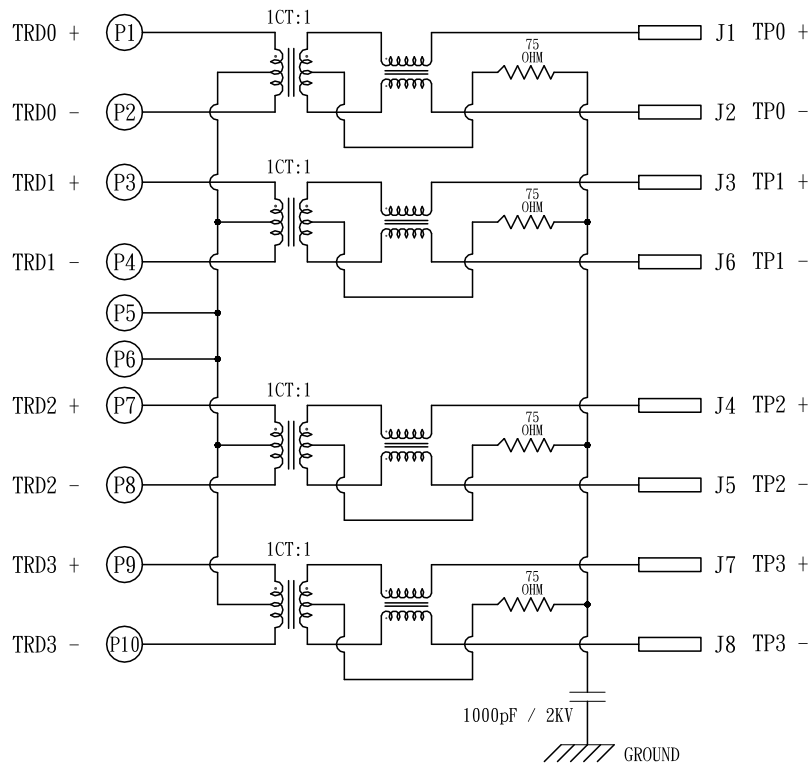 1CT:1
TRD0 + P1 J1 TP0 +
75
OHM
TRD0 - P2 J2 TP0 -
1CT:1
TRD1 + P3 J3 TP1 +
75
OHM
TRD1 - P4 J6 TP1 -
P5
P6
1CT:1
TRD2 + P7 J4 TP2 +
75
OHM
TRD2 - P8 J5 TP2 -
1CT:1
TRD3 + P9 J7 TP3 +
75
OHM
TRD3 - P10 J8 TP3 -
1000pF / 2KV
GROUND